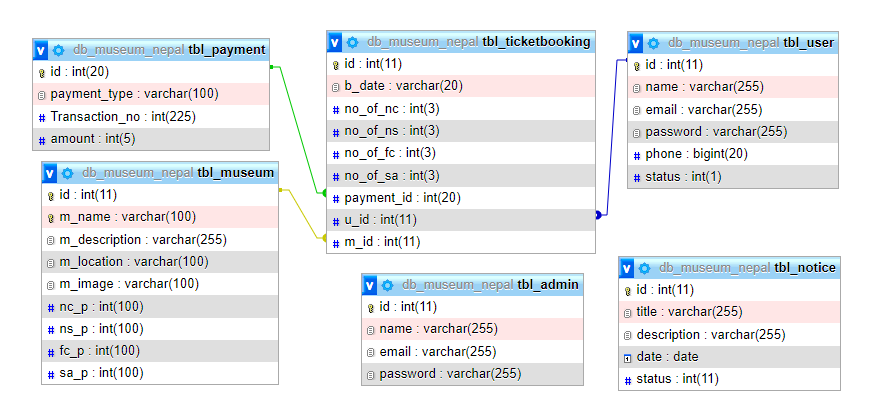 v db_museum_nepal tbl_payment
id : int(20)
payment_type : varchar(100)
# Transaction_no : int(225)
# amount : int(5)
v db_museum_nepal tbl_museum
id : int(11)
m_name : varchar(100)
m_description : varchar(255)
m_location : varchar(100)
m_image : varchar(100)
# nc_p : int(100)
# ns_p : int(100)
# fc_p : int(100)
# sa_p : int(100)
v db_museum_nepal tbl_ticketbooking
id : int(11)
b_date : varchar(20)
# no_of_nc : int(3)
# no_of_ns : int(3)
# no_of_fc : int(3)
# no_of_sa : int(3)
# payment_id : int(20)
# u_id : int(11)
# m_id : int(11)
v db_museum_nepal tbl_admin
id : int(11)
name : varchar(255)
email : varchar(255)
password : varchar(255)
v db_museum_nepal tbl_user
id : int(11)
name : varchar(255)
email : varchar(255)
password : varchar(255)
# phone : bigint(20)
# status : int(1)
v db_museum_nepal tbl_notice
id : int(11)
title : varchar(255)
description : varchar(255)
date : date
# status : int(11)